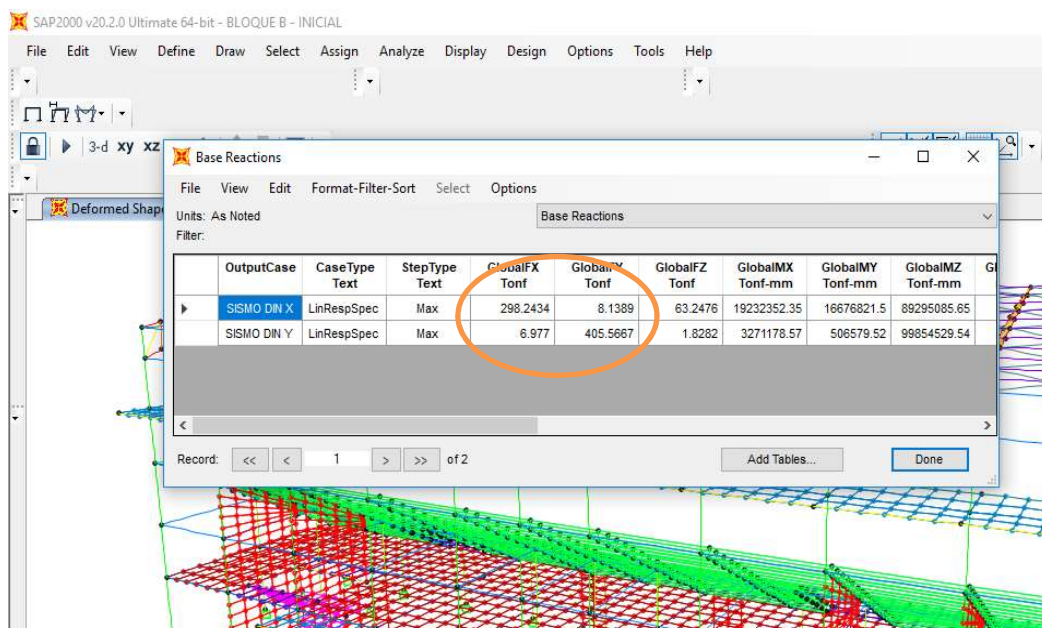 SAP2000 v20.2.0 Ultimate 64-bit - BLOQUE B - INICIAL
File Edit View Define Draw Select Assign Analyze Display Design Options Tools Help
3-d xy xz
Base Reactions
File View Edit Format-Filter-Sort Select Options
Deformed Shap
Units: As Noted Base Reactions
Filter:
OutputCase CaseType StepType GlobalFX GlobalFY GlobalFZ GlobalMX GlobalMY GlobalMZ Gl
Text Text Tonf Tonf Tonf Tonf-mm Tonf-mm Tonf-mm
SISMO DIN X LinRespSpec Max 298.2434 8.1389 63.2476 19232352.35 16676821.5 89295085.65
SISMO DIN Y LinRespSpec Max 6.977 405.5667 1.8282 3271178.57 506579.52 99854529.54
Record: << < 1 > >> of 2 Add Tables... Done